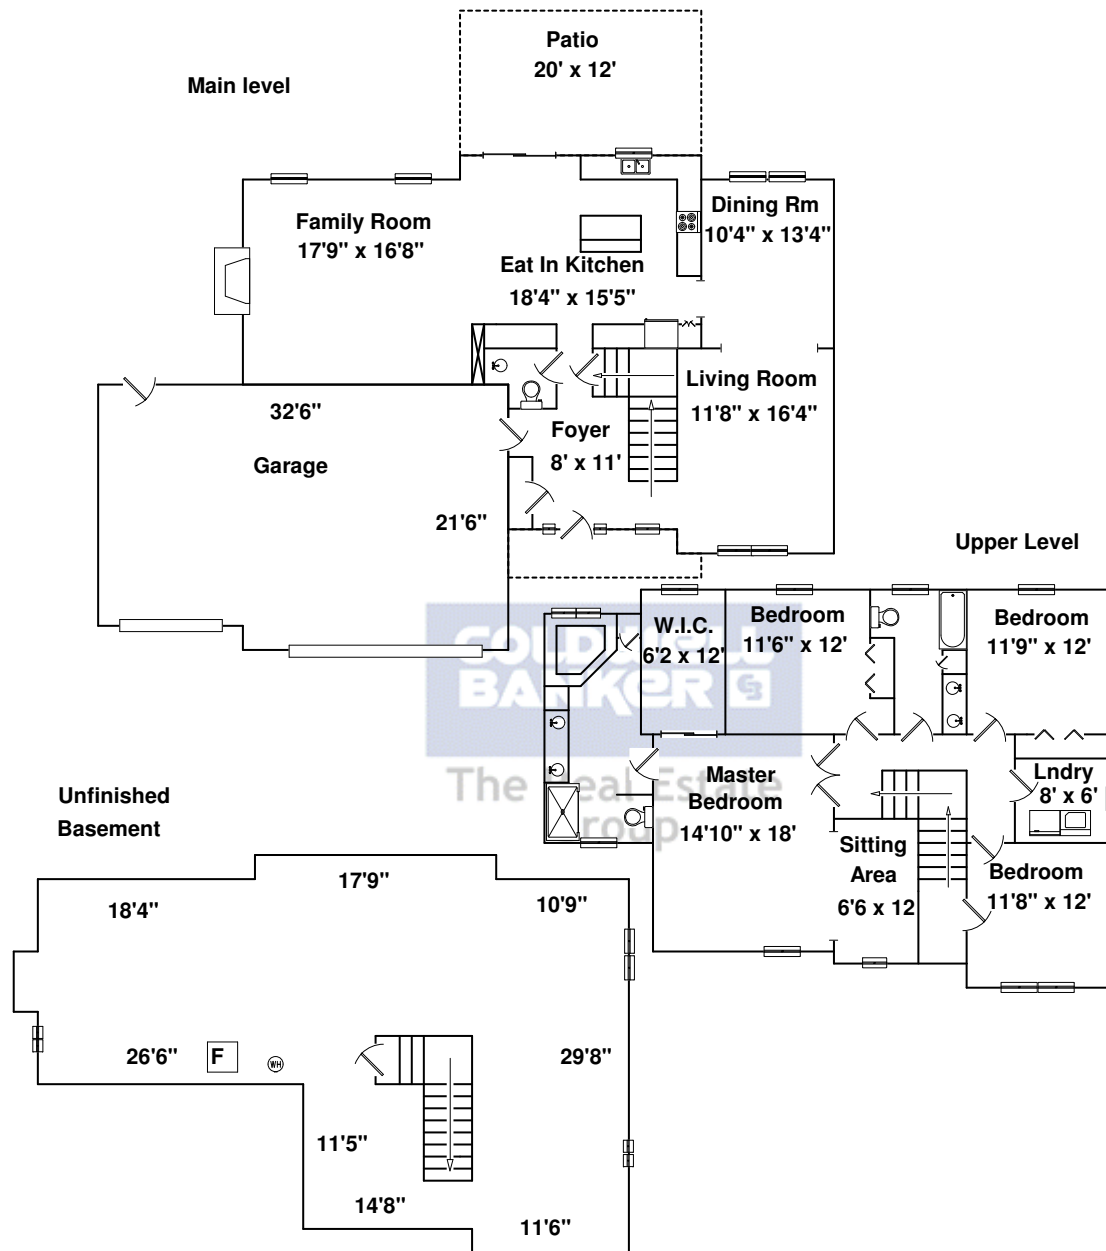 Patio
20' x 12'
Main level
Family Room
17'9" x 16'8"
Dining Rm
10'4" x 13'4"
Eat In Kitchen
18'4" x 15'5"
Living Room
11'8" x 16'4"
32'6"
Garage
Foyer
8' x 11'
21'6"
Upper Level
W.I.C.
6'2 x 12'
Bedroom
11'6" x 12'
Bedroom
11'9" x 12'
COLDWELL
BANKER
CB
The Real Estate
Group
Master
Bedroom
14'10" x 18'
Lndry
8' x 6'
Sitting
Area
6'6 x 12
Bedroom
11'8" x 12'
Unfinished
Basement
17'9"
18'4"
10'9"
26'6"
F
WH
29'8"
11'5"
14'8"
11'6"